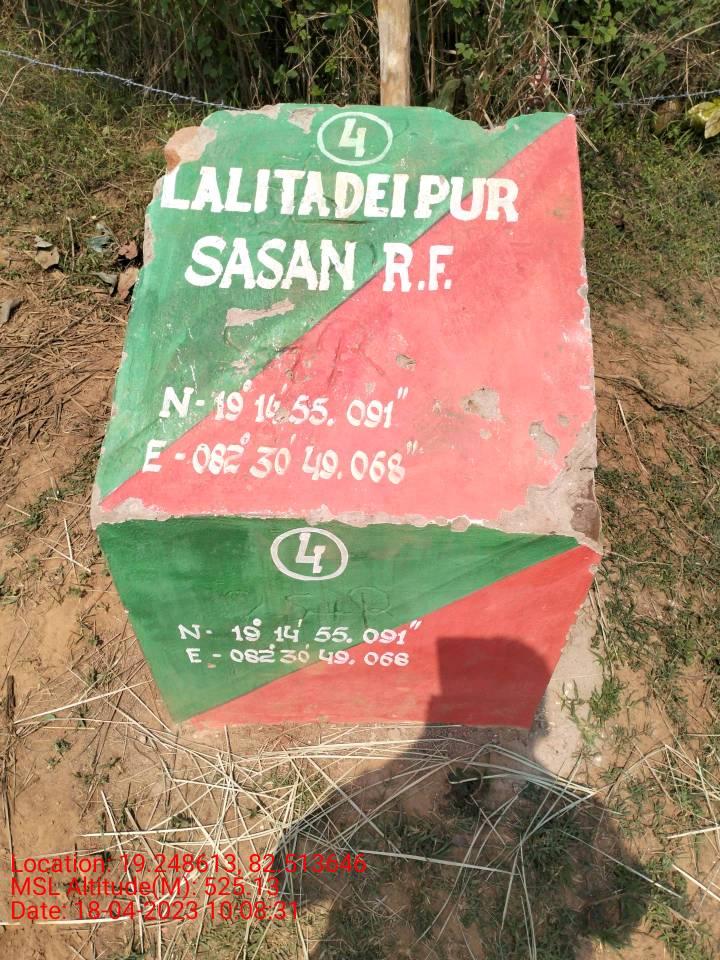 4
LALITADEIPUR
SASAN R.F.
N- 19° 14' 55. 091"
E - 082° 30' 49. 068"
4
N- 19° 14' 55. 091"
E - 082° 30' 49. 068
Location: 19.248613, 82.513646
MSL Altitude(M): 525.13
Date: 18-04-2023 10:08:31